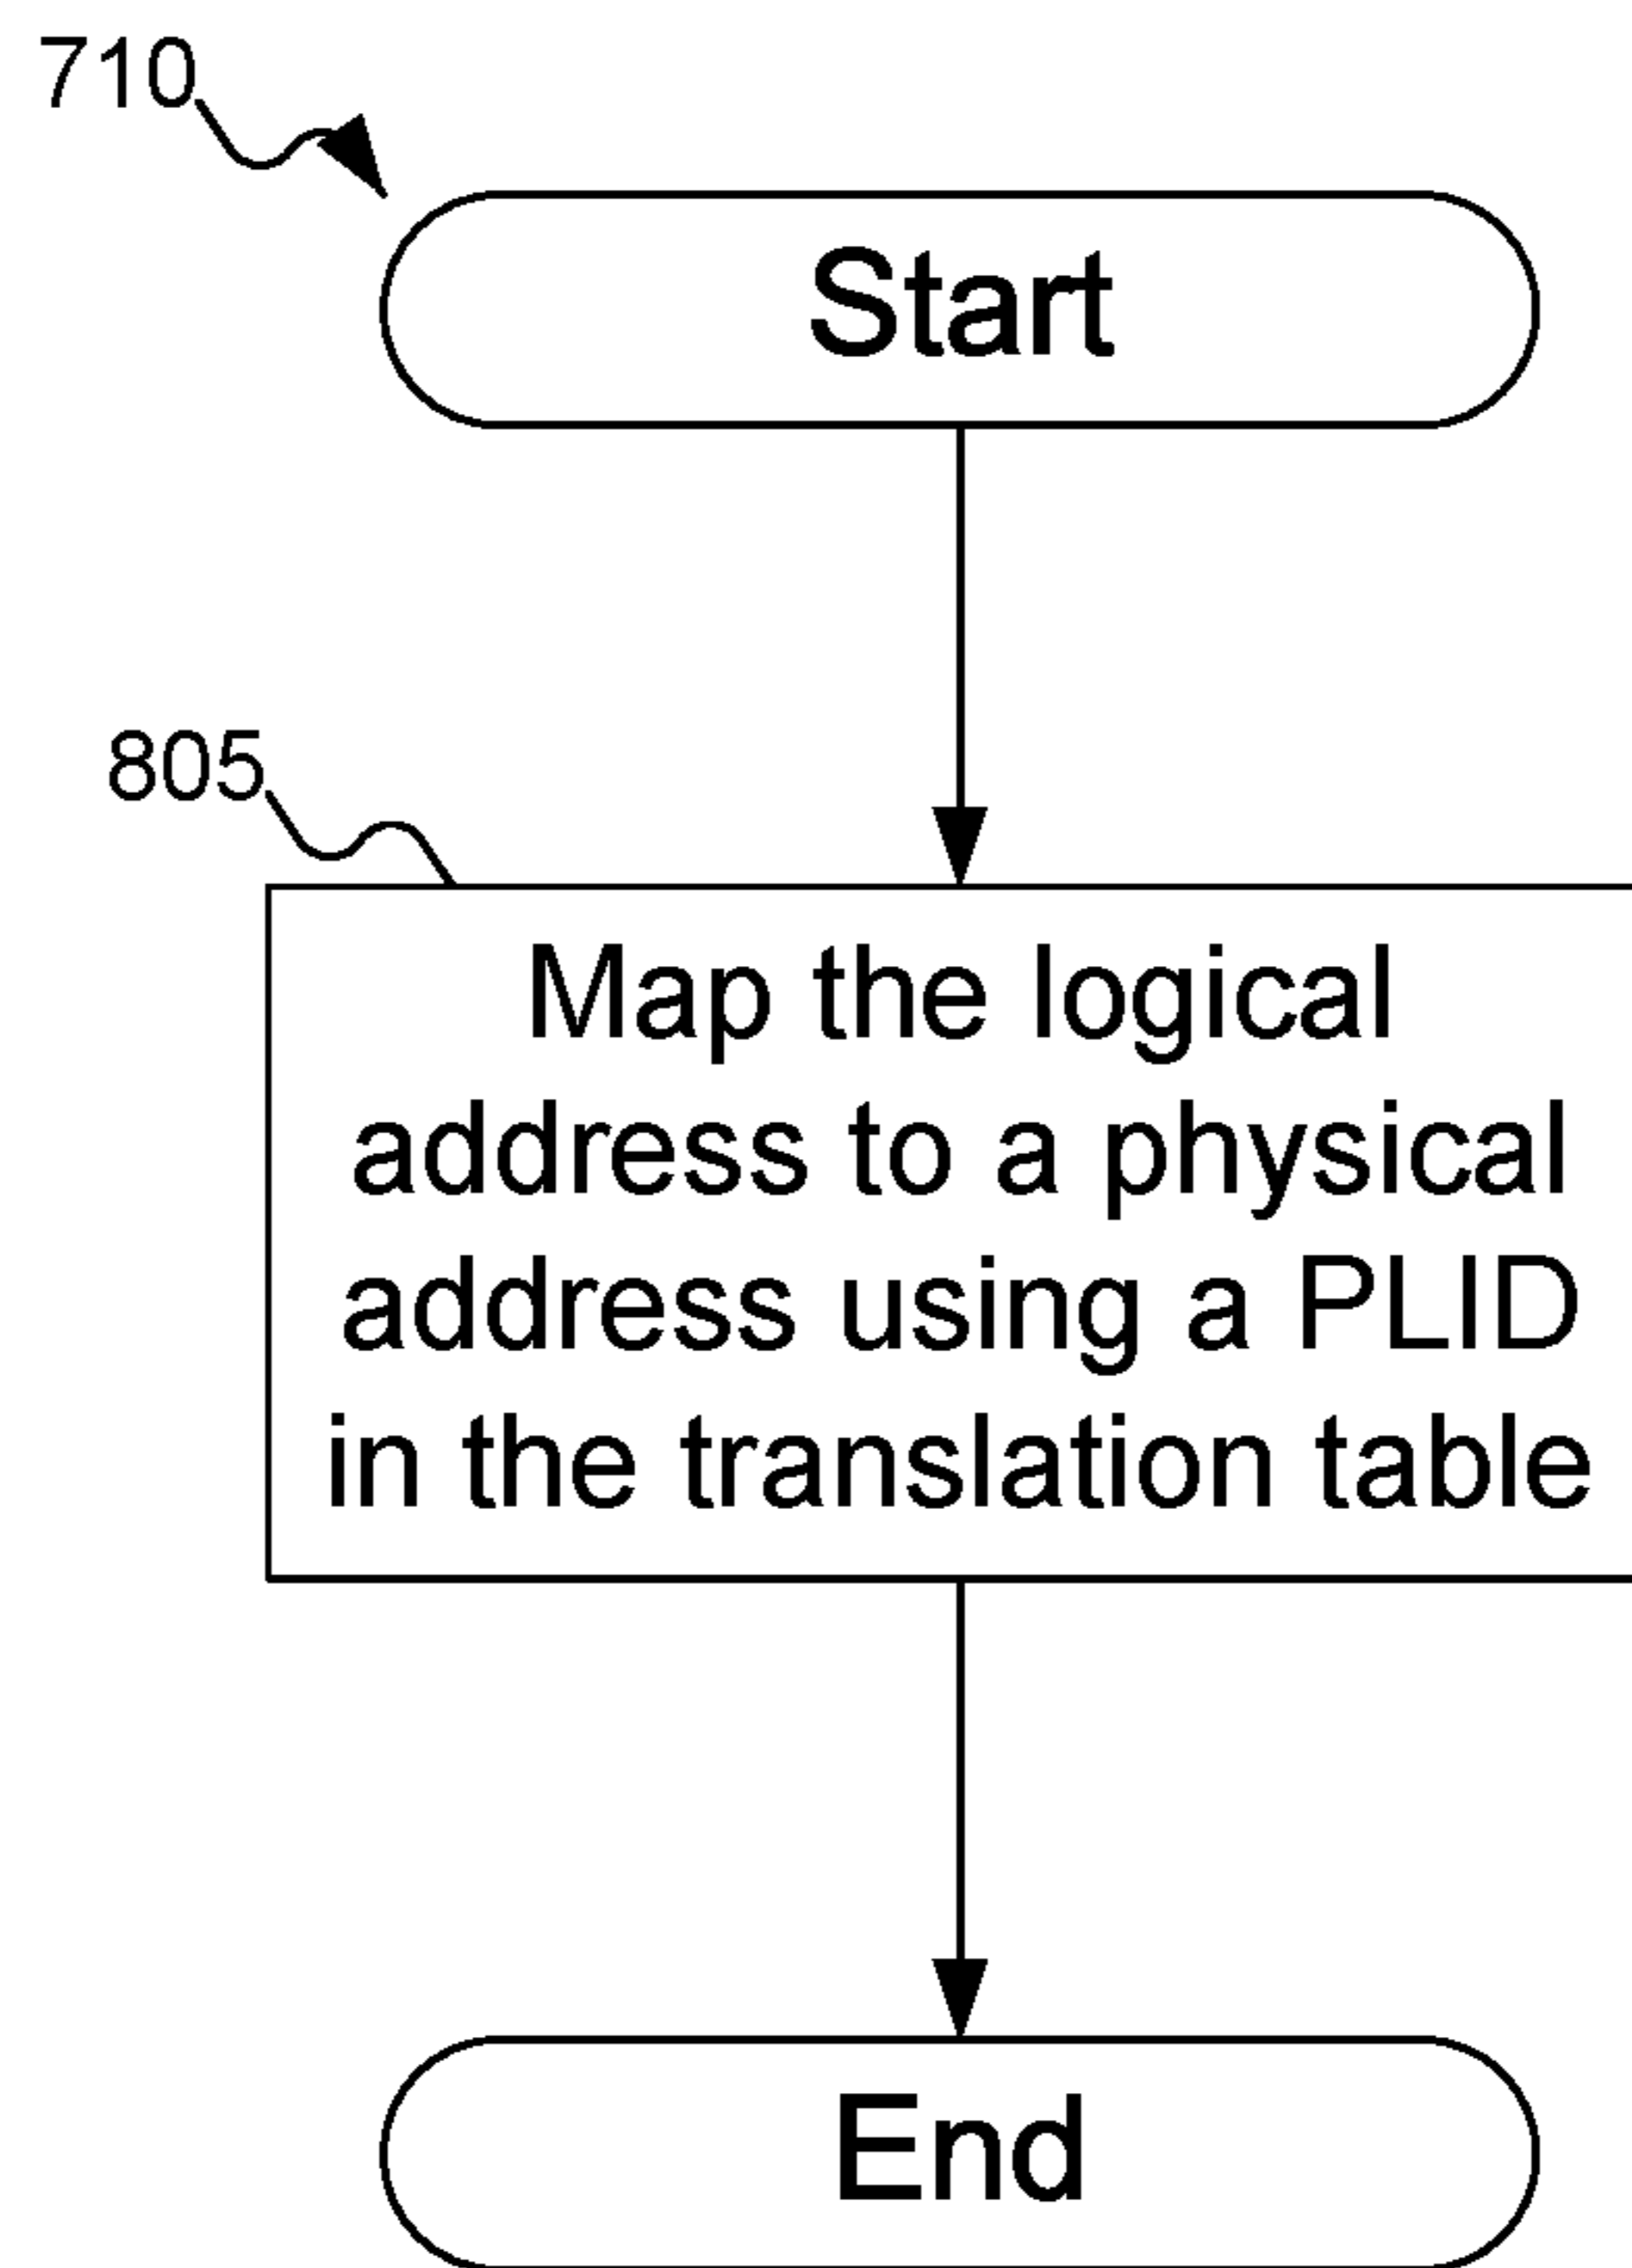 710
Start
805
Map the logical
address to a physical
address using a PLID
in the translation table
End